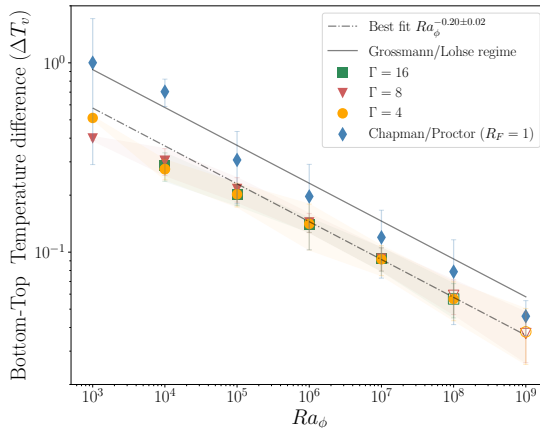 Bottom-Top Temperature difference (ΔT_v)
10^0
10^{-1}
Best fit Ra_ϕ^{-0.20±0.02}
Grossmann/Lohse regime
Γ = 16
Γ = 8
Γ = 4
Chapman/Proctor (R_F = 1)
10^3 10^4 10^5 10^6 10^7 10^8 10^9
Ra_ϕ